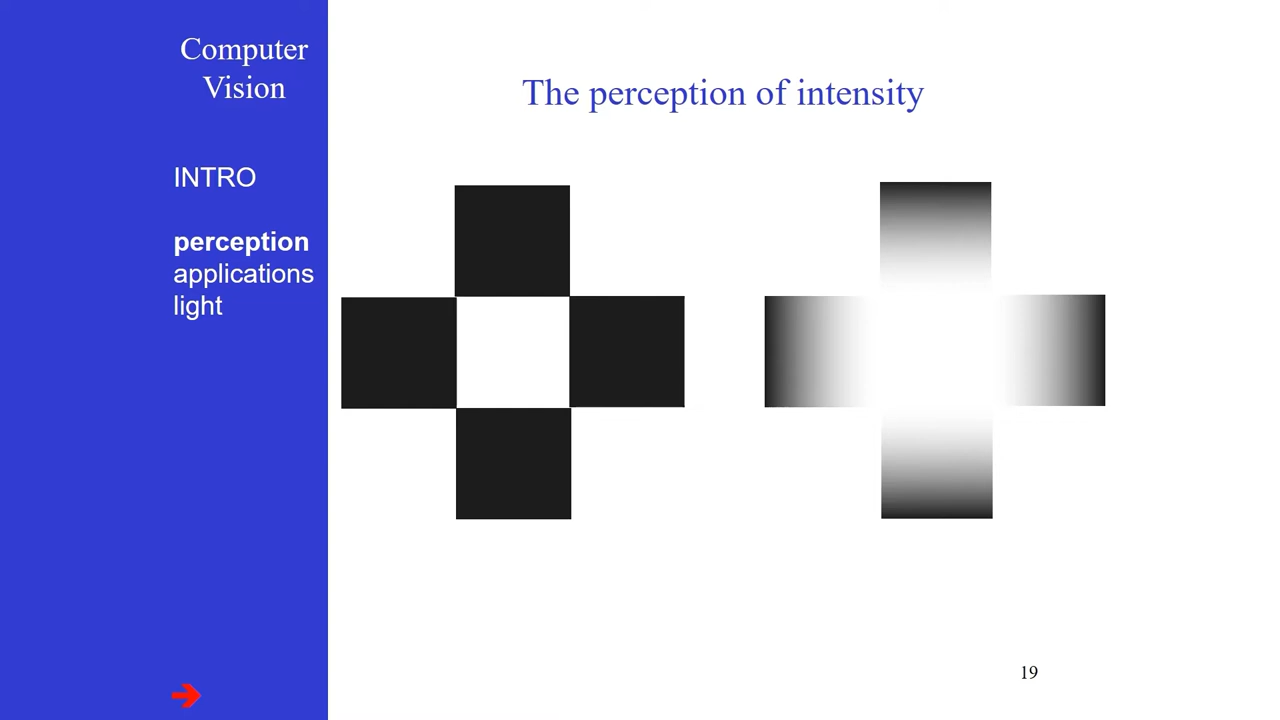 Computer
Vision
INTRO
perception
applications
light
The perception of intensity
19